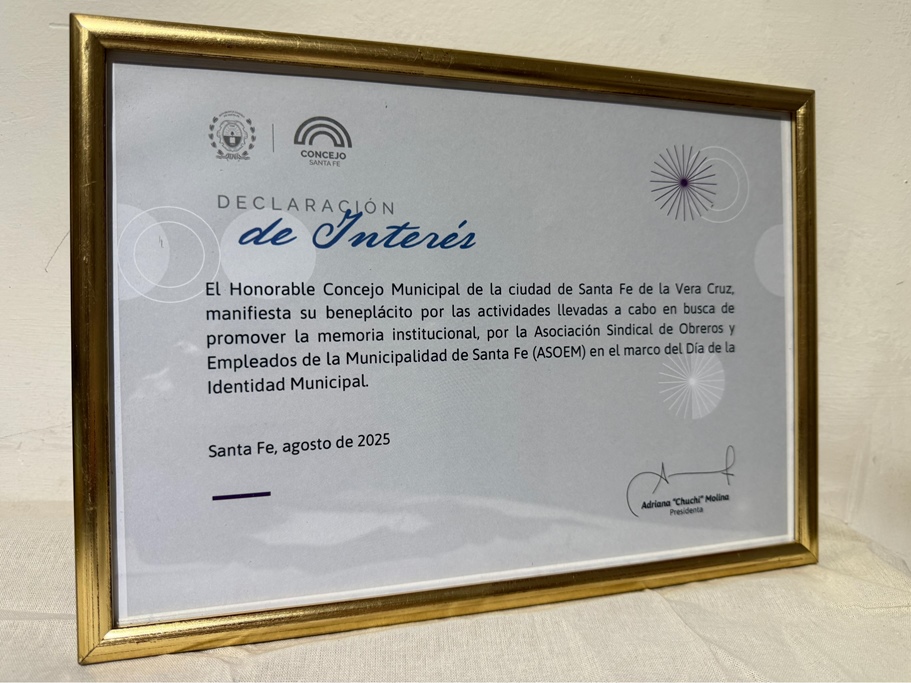 CONCEJO
SANTA FE
DECLARACIÓN
de Interés
El Honorable Concejo Municipal de la ciudad de Santa Fe de la Vera Cruz,
manifiesta su beneplácito por las actividades llevadas a cabo en busca de
promover la memoria institucional, por la Asociación Sindical de Obreros y
Empleados de la Municipalidad de Santa Fe (ASOEM) en el marco del Día de la
Identidad Municipal.
Santa Fe, agosto de 2025
Adriana "Chuchi" Molina
Presidenta